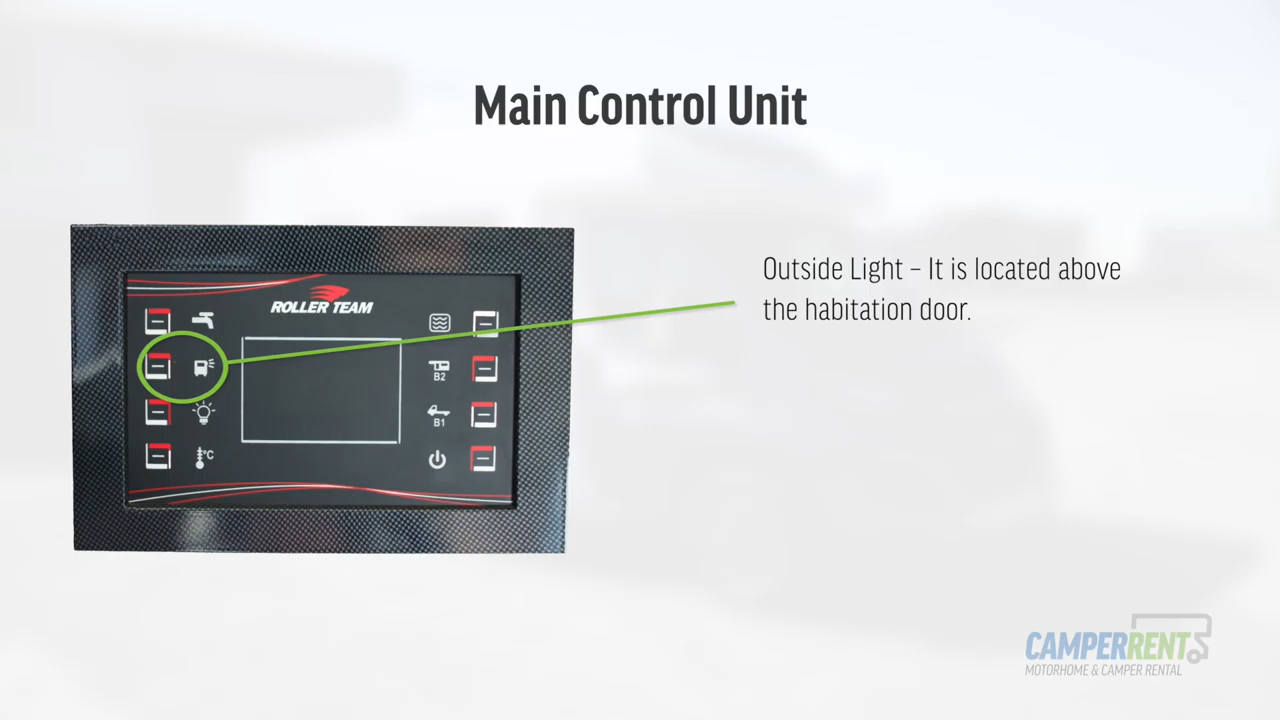 Main Control Unit
ROLLER TEAM
Outside Light – It is located above
the habitation door.
B2
B1
°C
CAMPERRENT
MOTORHOME & CAMPER RENTAL